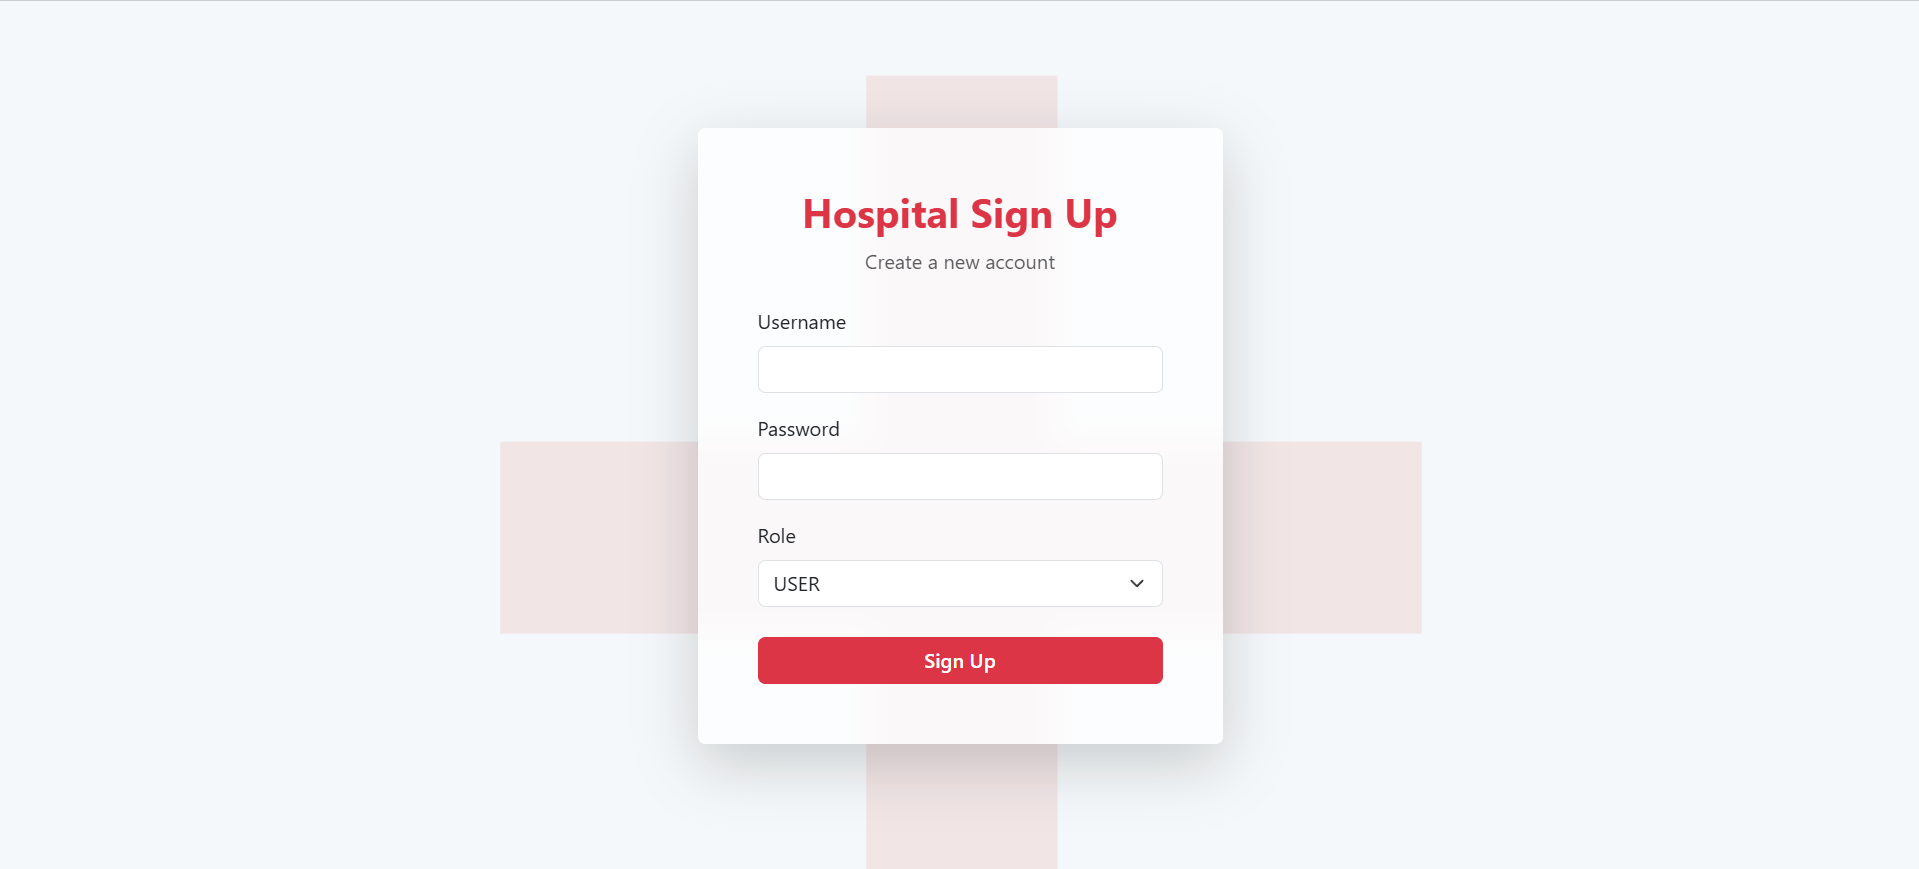 Hospital Sign Up
Create a new account
Username
Password
Role
USER
Sign Up